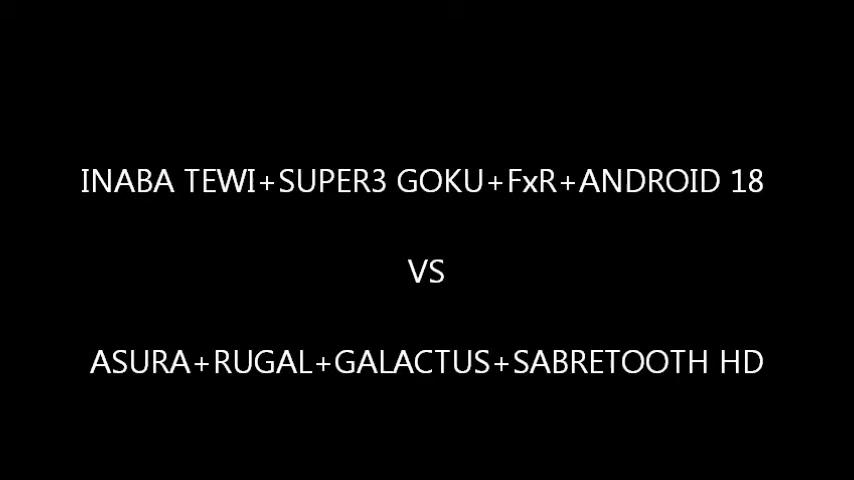 INABA TEWI+SUPER3 GOKU+FxR+ANDROID 18
VS
ASURA+RUGAL+GALACTUS+SABRETOOTH HD